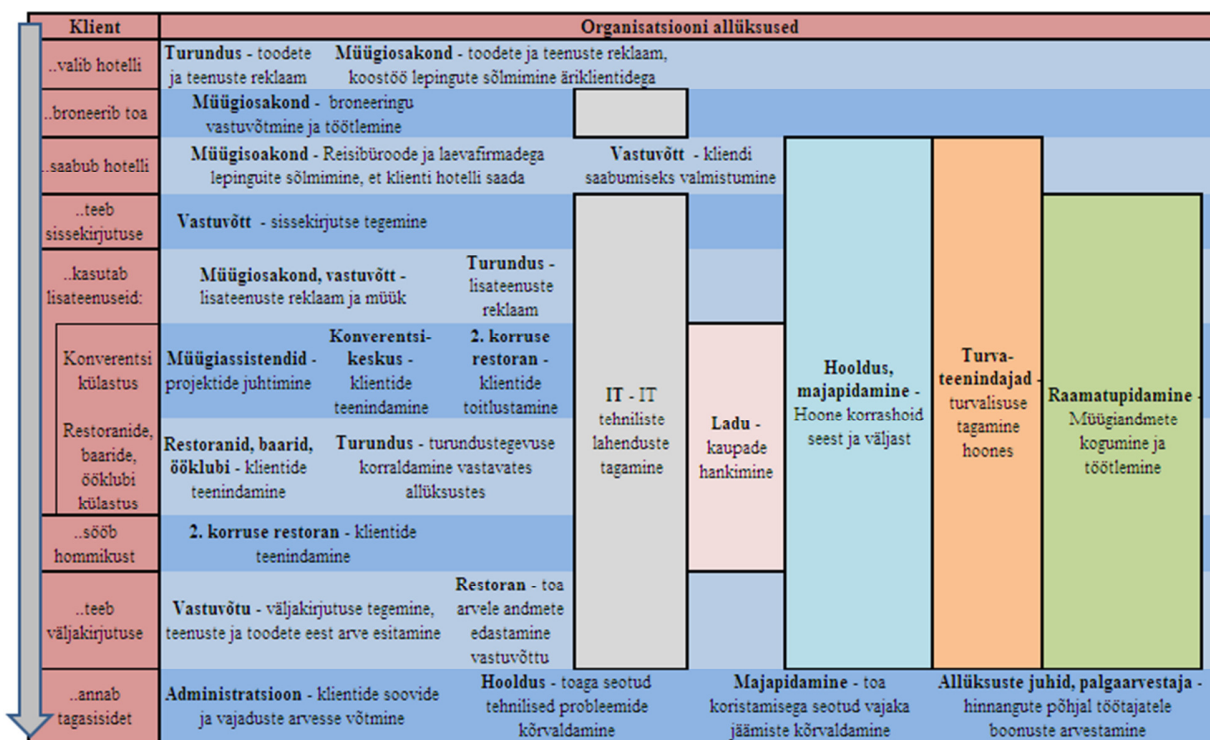 Klient
Organisatsiooni allüksused
..valib hotelli
Turundus - toodete
ja teenuste reklaam
Müügiosakond - toodete ja teenuste reklaam,
koostöö lepingute sõlmimine äriklientidega
..broneerib toa
Müügiosakond - broneeringu
vastuvõtmine ja töötlemine
..saabub hotelli
Müügisoakond - Reisibüroode ja laevafirmadega
lepinguite sõlmimine, et klienti hotelli saada
Vastuvõtt - kliendi
saabumiseks valmistumine
..teeb
sissekirjutuse
Vastuvõtt - sissekirjutse tegemine
..kasutab
lisateenuseid:
Müügiosakond, vastuvõtt -
lisateenuste reklaam ja müük
Turundus -
lisateenuste
reklaam
Konverentsi
külastus
Müügiassistendid -
projektide juhtimine
Konverentsi-
keskus -
klientide
teenindamine
2. korruse
restoran -
klientide
toitlustamine
Restoranide,
baaride,
ööklubi
külastus
Restoranid, baarid,
ööklubi - klientide
teenindamine
Turundus - turundustegevuse
korraldamine vastavates
allüksustes
IT - IT
tehniliste
lahenduste
tagamine
Ladu -
kaupade
hankimine
Hooldus,
majapidamine -
Hoone korrashoid
seest ja väljast
Turva-
teenindajad -
turvalisuse
tagamine
hoones
Raamatupidamine -
Müügiandmete
kogumine ja
töötlemine
..sööb
hommikust
2. korruse restoran - klientide
teenindamine
..teeb
väljakirjutuse
Vastuvõtu - väljakirjutuse tegemine,
teenuste ja toodete eest arve esitamine
Restoran - toa
arvele andmete
edastamine
vastuvõttu
..annab
tagasisidet
Administratsioon - klientide soovide
ja vajaduste arvesse võtmine
Hooldus - toaga seotud
tehnilised probleemide
kõrvaldamine
Majapidamine - toa
koristamisega seotud vajaka
jäämiste kõrvaldamine
Allüksuste juhid, palgaarvestaja -
hinnangute põhjal töötajatele
boonuste arvestamine